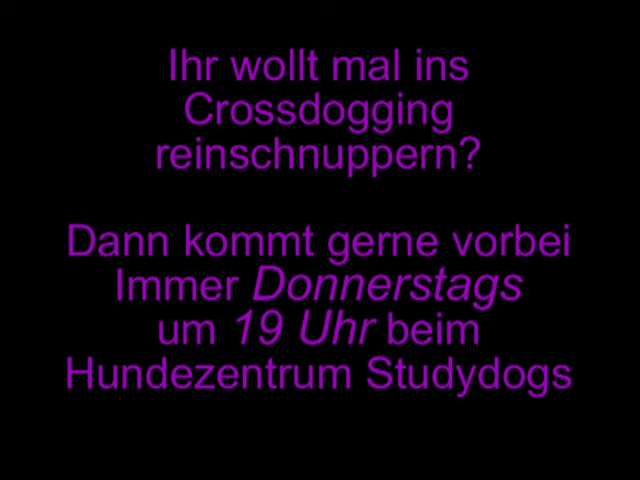 Ihr wollt mal ins
Crossdogging
reinschnuppern?
Dann kommt gerne vorbei
Immer Donnerstags
um 19 Uhr beim
Hundezentrum Studydogs